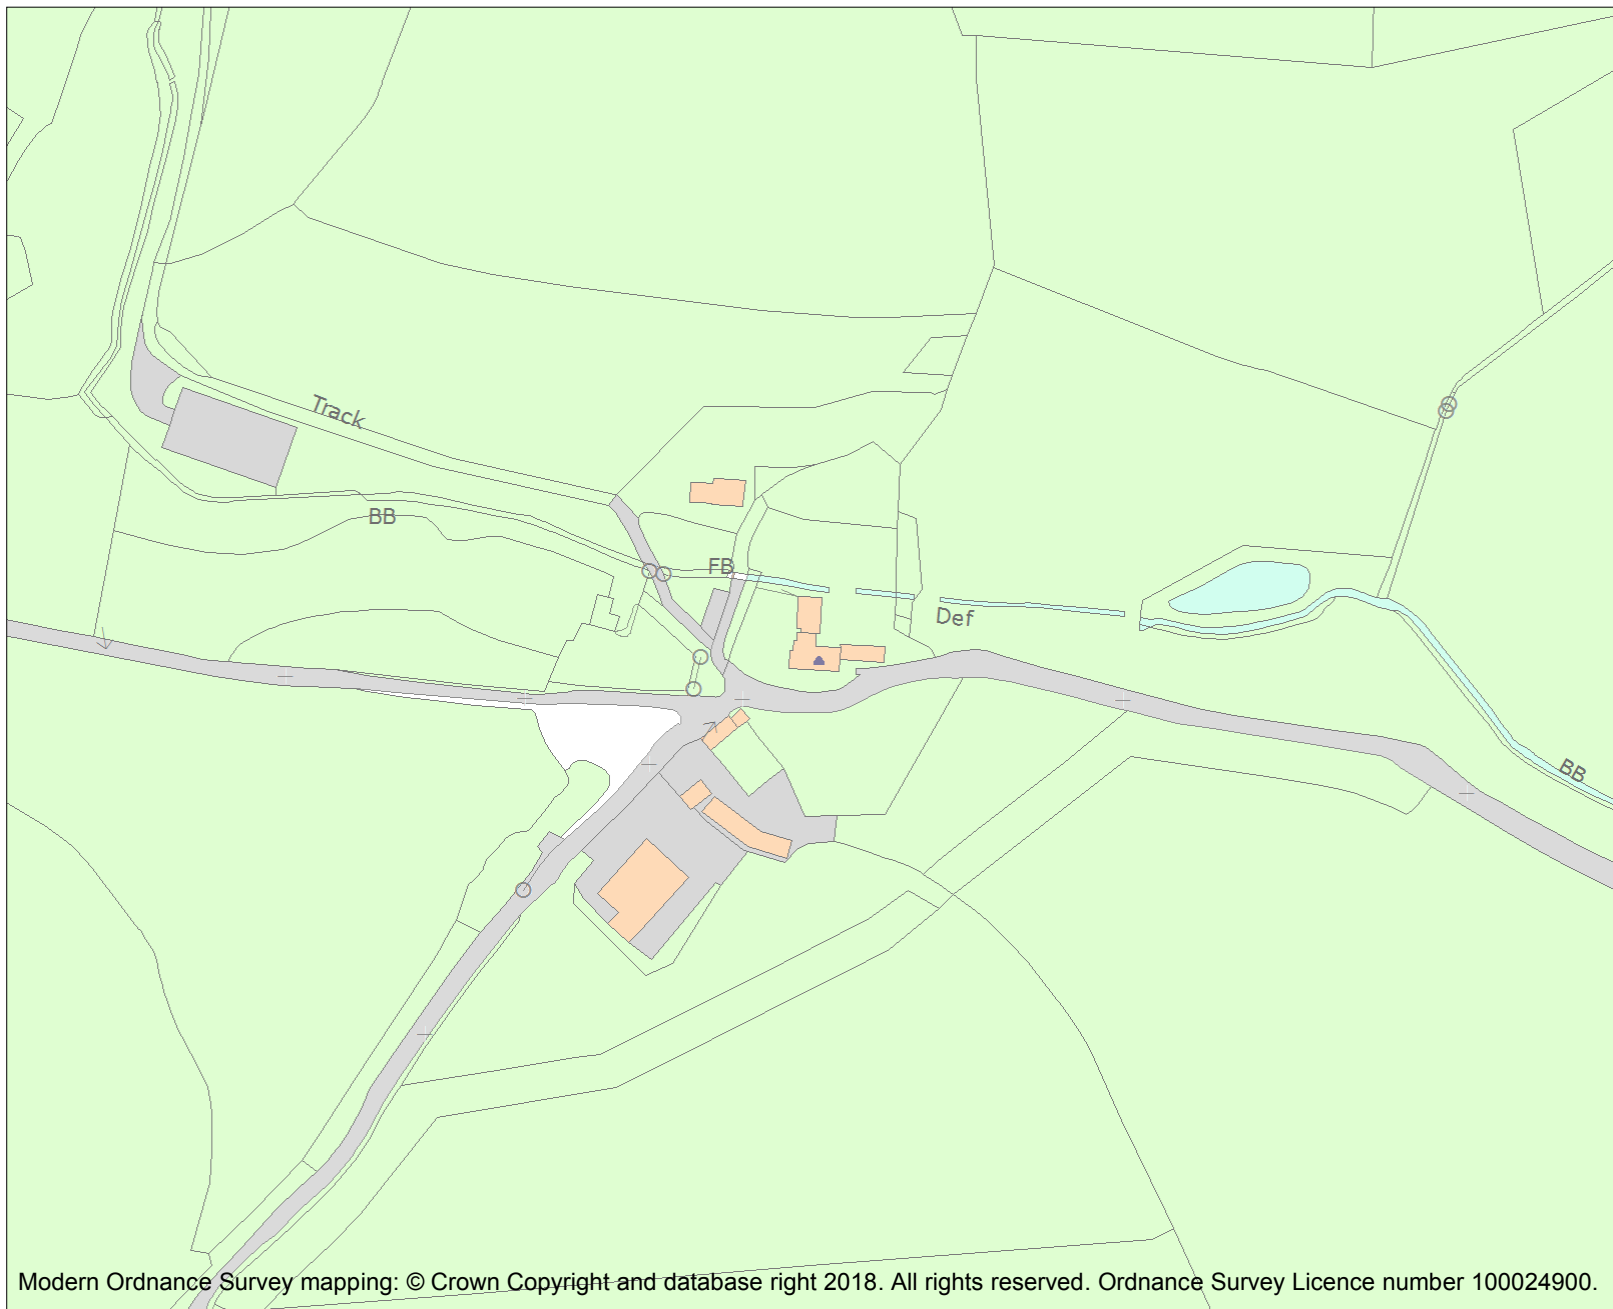 Track
BB
FB
Def
BB
Modern Ordnance Survey mapping: © Crown Copyright and database right 2018. All rights reserved. Ordnance Survey Licence number 100024900.